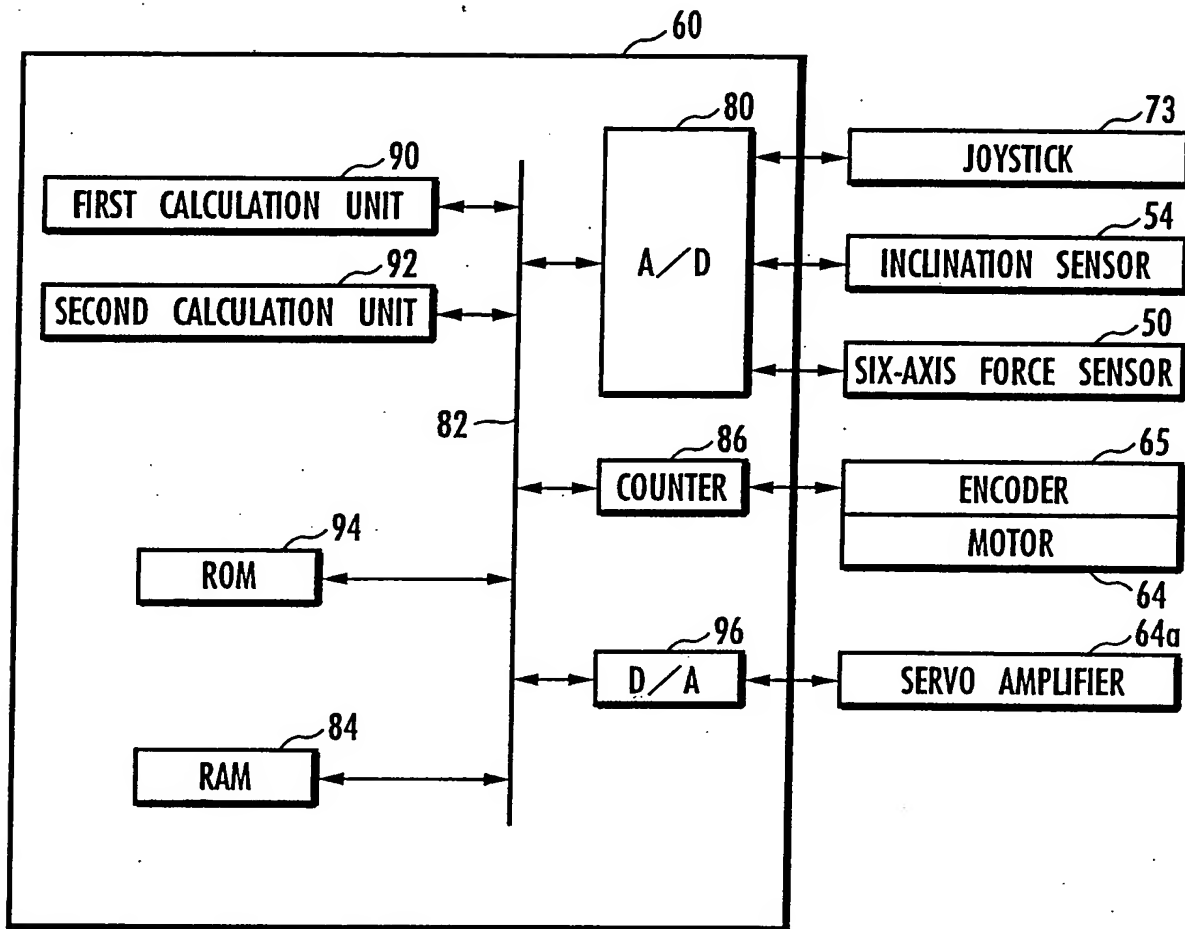 60
80
73
JOYSTICK
90
FIRST CALCULATION UNIT
A/D
54
INCLINATION SENSOR
92
SECOND CALCULATION UNIT
50
SIX-AXIS FORCE SENSOR
82
86
COUNTER
65
ENCODER
MOTOR
64
94
ROM
96
D/A
64a
SERVO AMPLIFIER
84
RAM